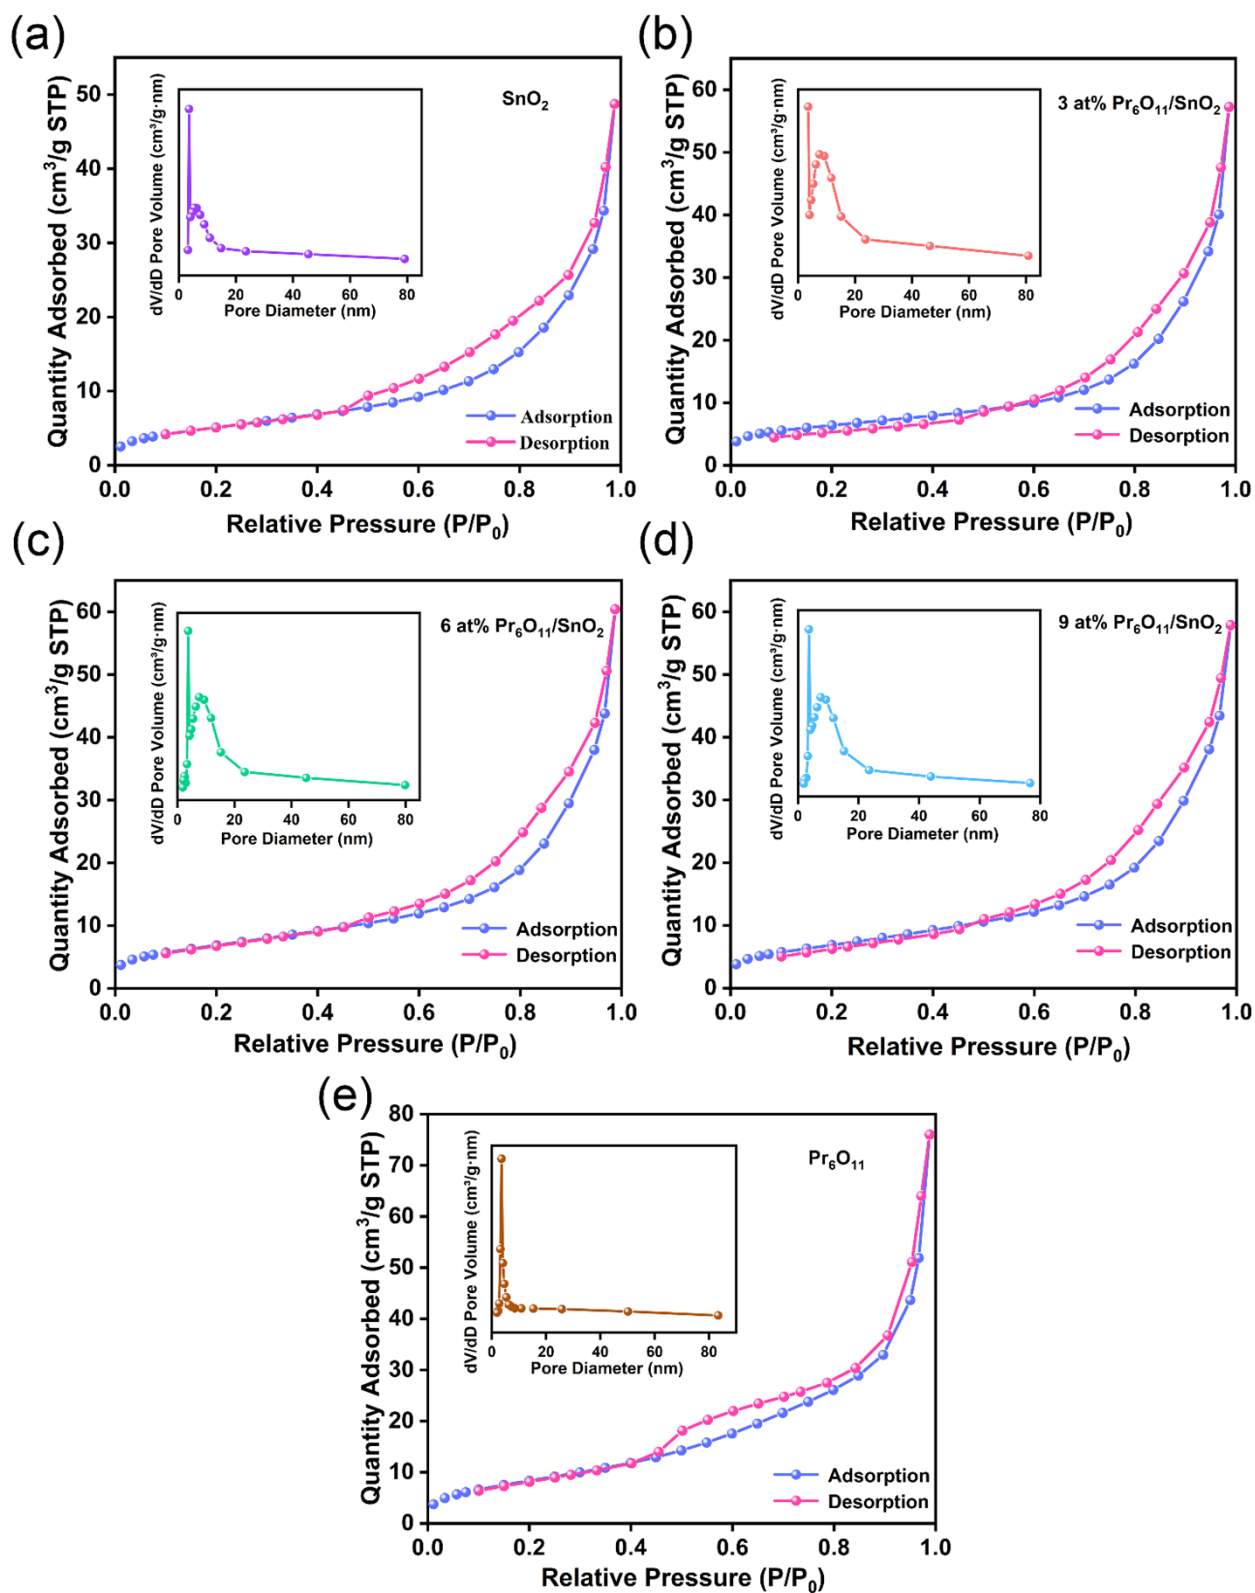 (a)
SnO₂
Quantity Adsorbed (cm³/g STP)
50
40
30
20
10
0
0.0 0.2 0.4 0.6 0.8 1.0
Relative Pressure (P/P₀)
dV/dD Pore Volume (cm³/g·nm)
0 20 40 60 80
Pore Diameter (nm)
Adsorption
Desorption
(b)
3 at% Pr₆O₁₁/SnO₂
Quantity Adsorbed (cm³/g STP)
60
50
40
30
20
10
0
0.0 0.2 0.4 0.6 0.8 1.0
Relative Pressure (P/P₀)
dV/dD Pore Volume (cm³/g·nm)
0 20 40 60 80
Pore Diameter (nm)
Adsorption
Desorption
(c)
6 at% Pr₆O₁₁/SnO₂
Quantity Adsorbed (cm³/g STP)
60
50
40
30
20
10
0
0.0 0.2 0.4 0.6 0.8 1.0
Relative Pressure (P/P₀)
dV/dD Pore Volume (cm³/g·nm)
0 20 40 60 80
Pore Diameter (nm)
Adsorption
Desorption
(d)
9 at% Pr₆O₁₁/SnO₂
Quantity Adsorbed (cm³/g STP)
60
50
40
30
20
10
0
0.0 0.2 0.4 0.6 0.8 1.0
Relative Pressure (P/P₀)
dV/dD Pore Volume (cm³/g·nm)
0 20 40 60 80
Pore Diameter (nm)
Adsorption
Desorption
(e)
Pr₆O₁₁
Quantity Adsorbed (cm³/g STP)
80
70
60
50
40
30
20
10
0
0.0 0.2 0.4 0.6 0.8 1.0
Relative Pressure (P/P₀)
dV/dD Pore Volume (cm³/g·nm)
0 20 40 60 80
Pore Diameter (nm)
Adsorption
Desorption